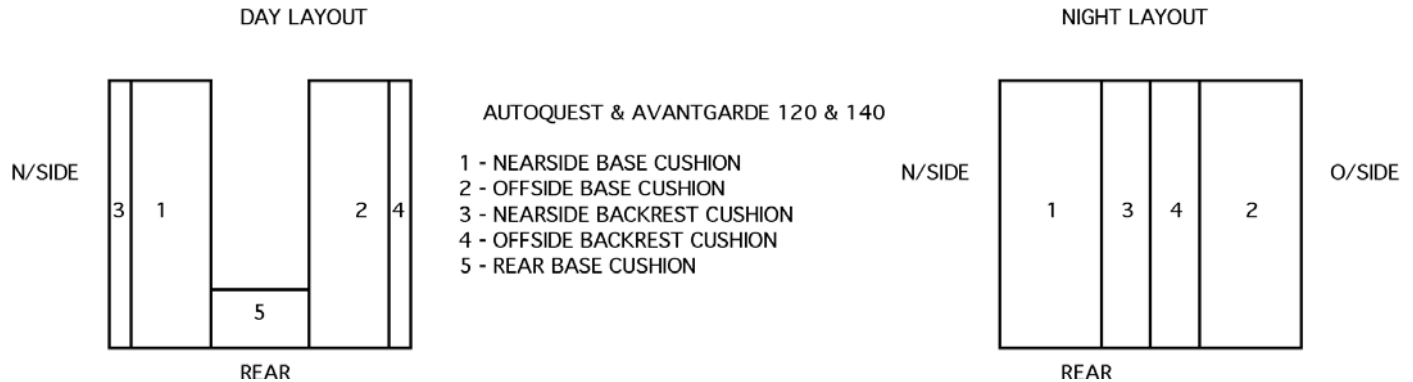 DAY LAYOUT
N/SIDE
3
1
2
4
5
REAR
AUTOQUEST & AVANTGARDE 120 & 140
1 - NEARSIDE BASE CUSHION
2 - OFFSIDE BASE CUSHION
3 - NEARSIDE BACKREST CUSHION
4 - OFFSIDE BACKREST CUSHION
5 - REAR BASE CUSHION
NIGHT LAYOUT
N/SIDE
O/SIDE
1
3
4
2
REAR